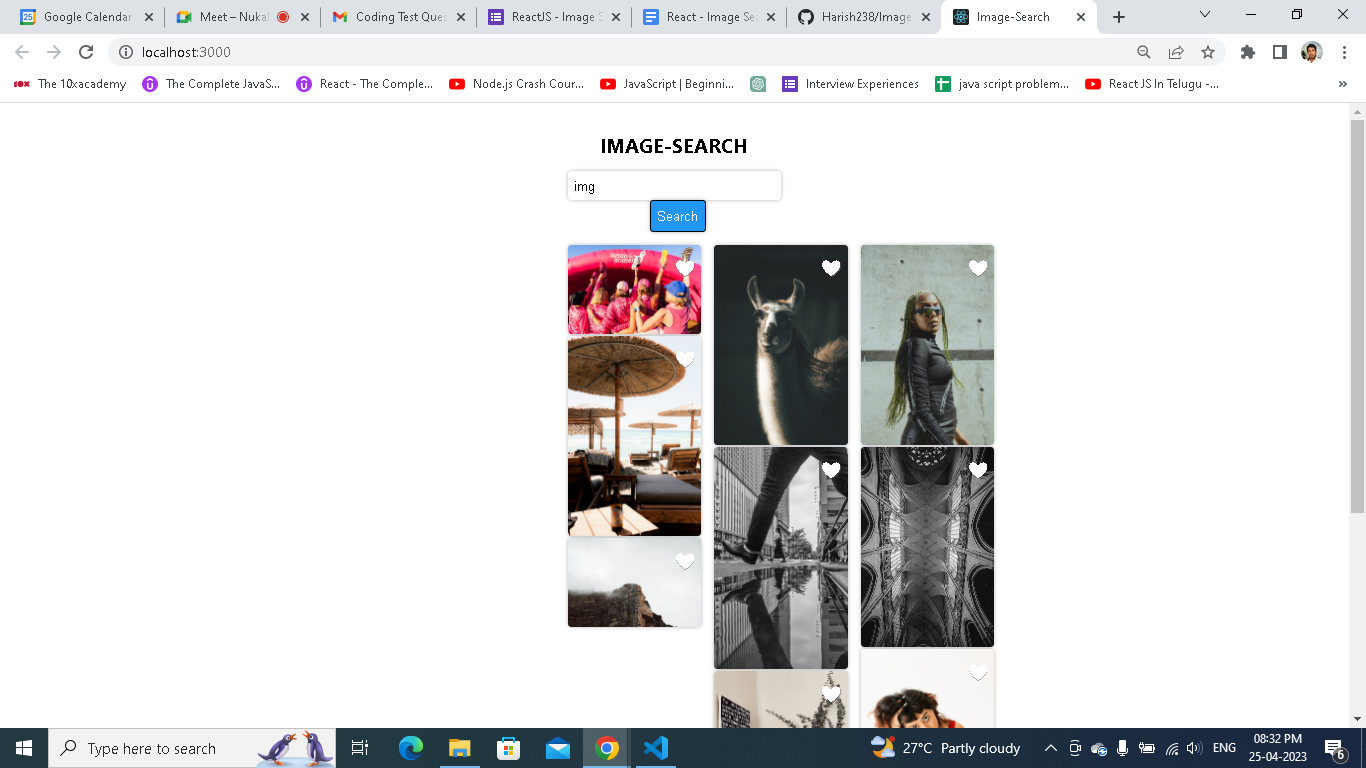 Google Calendar
Meet – Nukal
Coding Test Ques
ReactJS - Image S
React - Image Sea
Harish238/Image
Image-Search
localhost:3000
The 10xacademy
The Complete JavaS...
React - The Comple...
Node.js Crash Cour...
JavaScript | Beginni...
Interview Experiences
java script problem...
React JS In Telugu -...
»
IMAGE-SEARCH
img
Search
Type here to search
27°C Partly cloudy
ENG
08:32 PM
25-04-2023
6